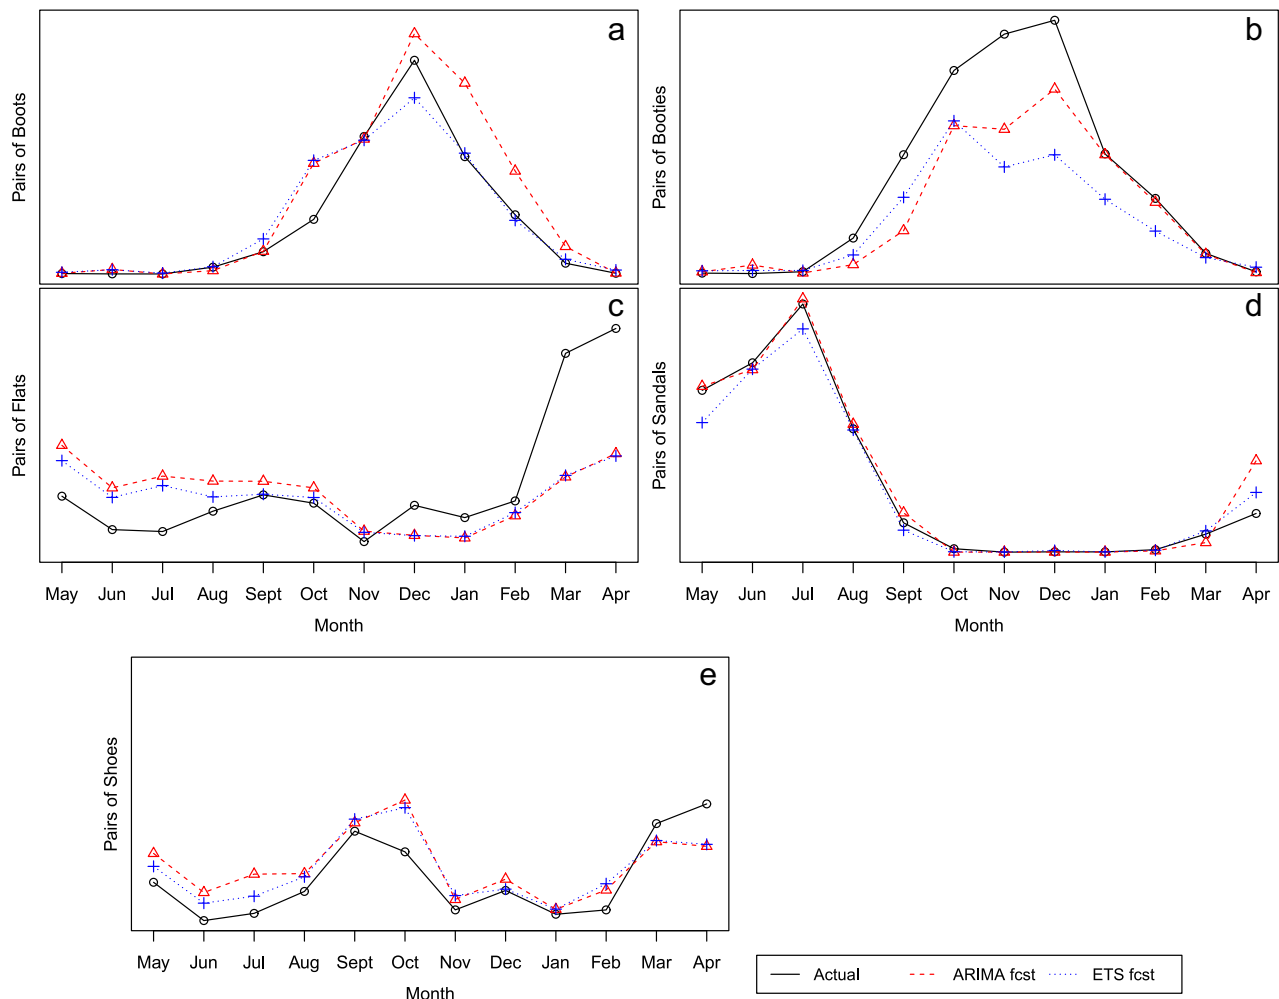 a
Pairs of Boots
b
Pairs of Booties
c
Pairs of Flats
May Jun Jul Aug Sept Oct Nov Dec Jan Feb Mar Apr
Month
d
Pairs of Sandals
May Jun Jul Aug Sept Oct Nov Dec Jan Feb Mar Apr
Month
e
Pairs of Shoes
May Jun Jul Aug Sept Oct Nov Dec Jan Feb Mar Apr
Month
Actual ARIMA fcst ETS fcst